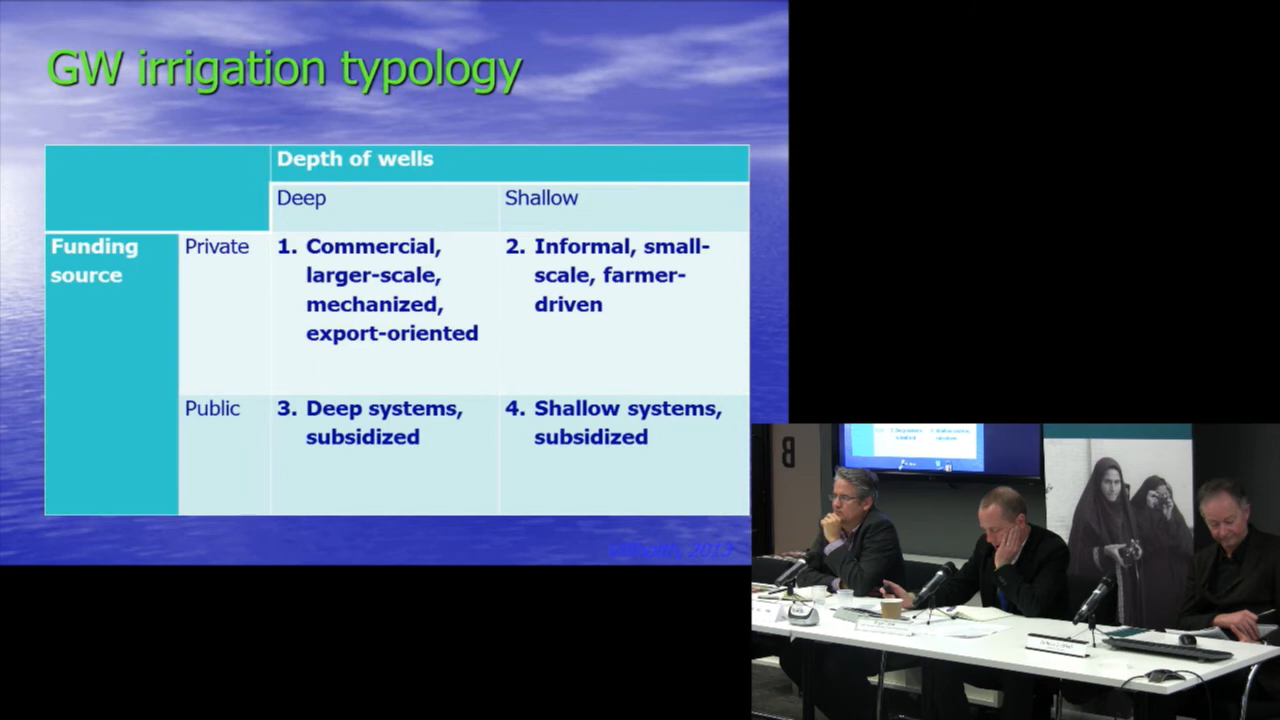 GW irrigation typology
Depth of wells
Deep
Shallow
Funding
source
Private
1. Commercial,
larger-scale,
mechanized,
export-oriented
2. Informal, small-
scale, farmer-
driven
Public
3. Deep systems,
subsidized
4. Shallow systems,
subsidized
2013
B